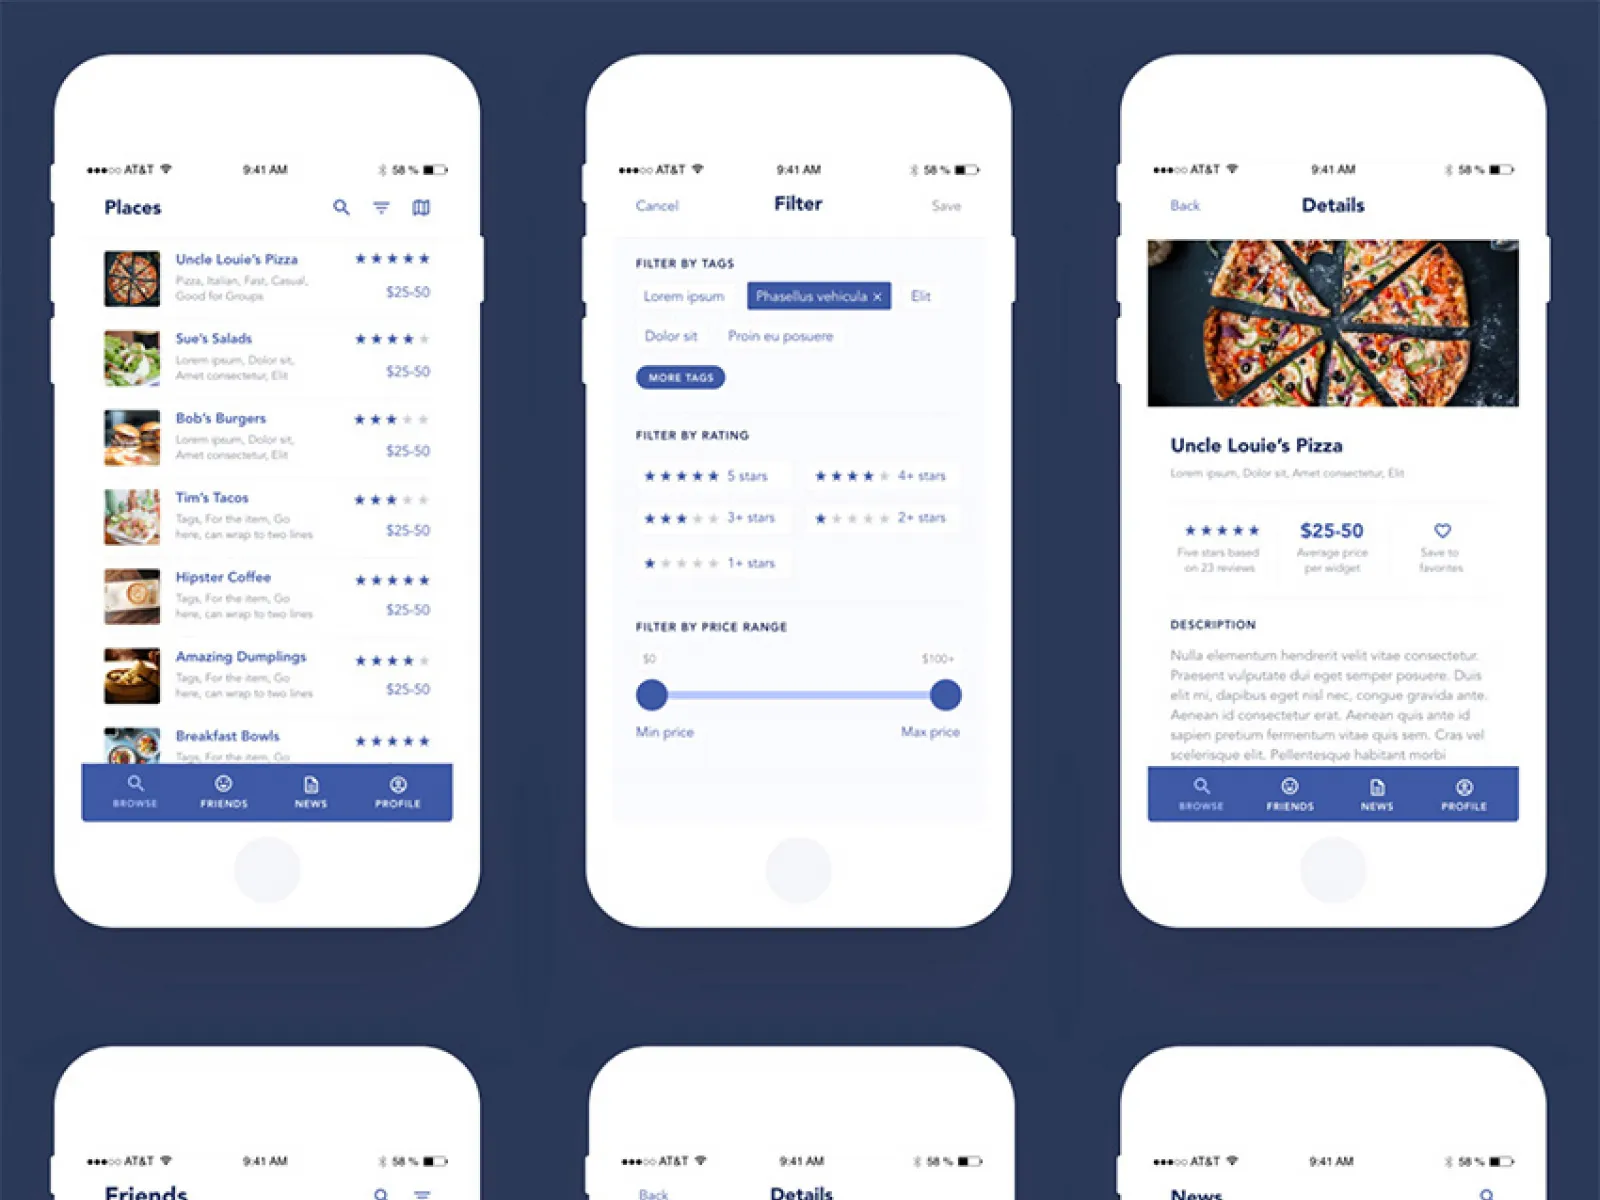 AT&T 9:41 AM 58 %
Places
Uncle Louie's Pizza
Pizza, Italian, Fast, Casual,
Good for Groups
$25-50
Sue's Salads
Lorem ipsum, Dolor sit,
Amet consectetur, Elit
$25-50
Bob's Burgers
Lorem ipsum, Dolor sit,
Amet consectetur, Elit
$25-50
Tim's Tacos
Tags, For the item, Go
here, can wrap to two lines
$25-50
Hipster Coffee
Tags, For the item, Go
here, can wrap to two lines
$25-50
Amazing Dumplings
Tags, For the item, Go
here, can wrap to two lines
$25-50
Breakfast Bowls
Tags, For the item, Go
BROWSE FRIENDS NEWS PROFILE
AT&T 9:41 AM 58 %
Cancel Filter Save
FILTER BY TAGS
Lorem ipsum Phasellus vehicula × Elit
Dolor sit Proin eu posuere
MORE TAGS
FILTER BY RATING
5 stars 4+ stars
3+ stars 2+ stars
1+ stars
FILTER BY PRICE RANGE
$0 $100+
Min price Max price
AT&T 9:41 AM 58 %
Back Details
Uncle Louie's Pizza
Lorem ipsum, Dolor sit, Amet consectetur, Elit
$25-50
Five stars based Average price Save to
on 23 reviews per widget favorites
DESCRIPTION
Nulla elementum hendrerit velit vitae consectetur.
Praesent vulputate dui eget semper posuere. Duis
elit mi, dapibus eget nisl nec, congue gravida ante.
Aenean id consectetur erat. Aenean quis ante id
sapien pretium fermentum vitae quis sem. Cras vel
scelerisque elit. Pellentesque habitant morbi
BROWSE FRIENDS NEWS PROFILE
AT&T 9:41 AM 58 %
Friends
AT&T 9:41 AM 58 %
Back Details
AT&T 9:41 AM 58 %
News